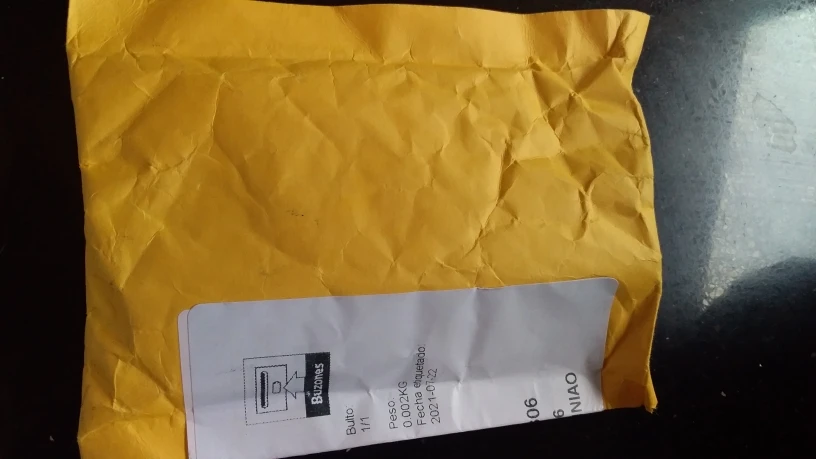 Buzones
Bulto
1/1
Peso
0.002KG
Fecha etiquetado:
2021-07-22
06
6
NIAO